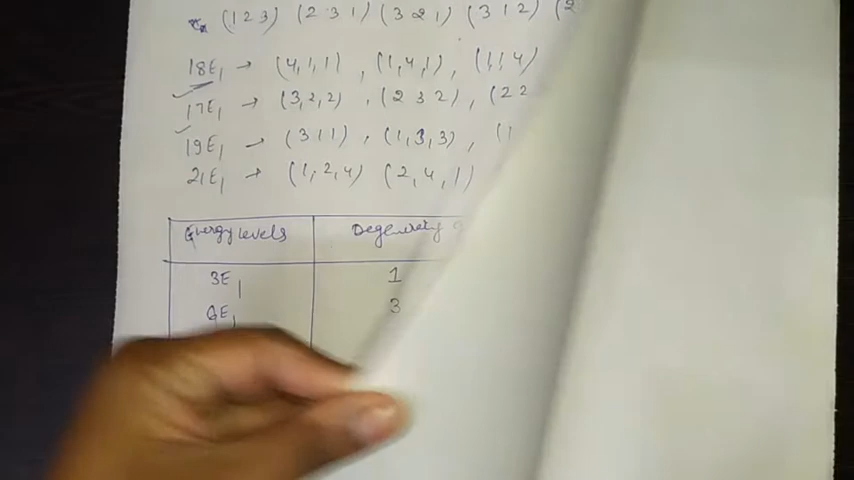 (1 2 3) (2 3 1) (3 2 1) (3 1 2) (2
18E1 → (4,1,1) , (1,4,1) , (1,1,4)
17E1 → (3,2,2) , (2 3 2) , (2 2
19E1 → (3 1 1) , (1,3,3) , (1
21E1 → (1,2,4) (2,4,1)
Energy levels Degeneracy
3E1 1
6E1 3